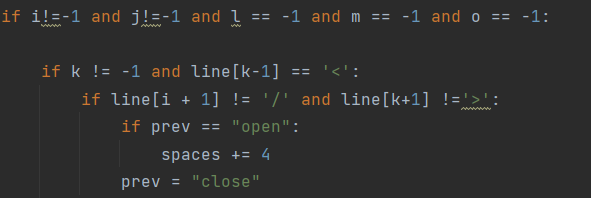 if i!=-1 and j!=-1 and l == -1 and m == -1 and o == -1:
if k != -1 and line[k-1] == '<':
if line[i + 1] != '/' and line[k+1] !='>':
if prev == "open":
spaces += 4
prev = "close"